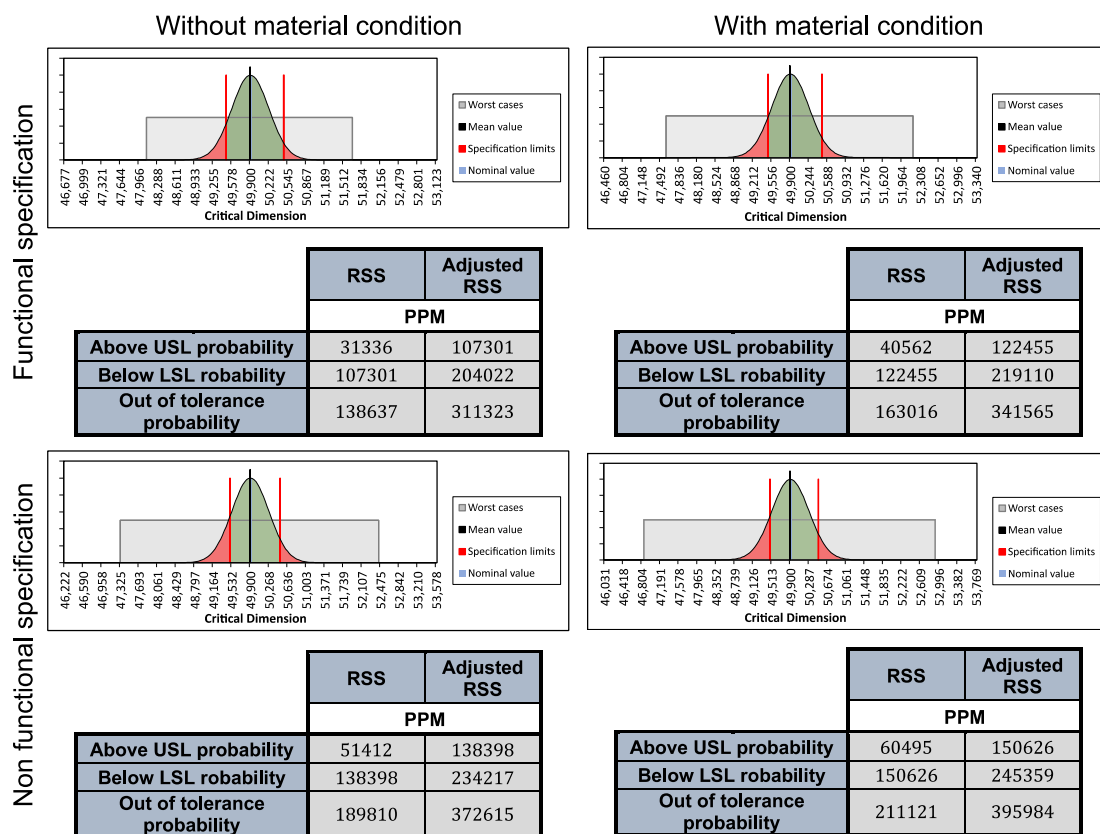 Without material condition
With material condition
Functional specification
Worst cases
Mean value
Specification limits
Nominal value
46,677 46,999 47,321 47,644 47,966 48,288 48,611 48,933 49,255 49,578 49,900 50,222 50,545 50,867 51,189 51,512 51,834 52,156 52,479 52,801 53,123
Critical Dimension
Worst cases
Mean value
Specification limits
Nominal value
46,460 46,804 47,148 47,492 47,836 48,180 48,524 48,868 49,212 49,556 49,900 50,244 50,588 50,932 51,276 51,620 51,964 52,308 52,652 52,996 53,340
Critical Dimension
RSS Adjusted
RSS
PPM
Above USL probability 31336 107301
Below LSL robability 107301 204022
Out of tolerance
probability 138637 311323
RSS Adjusted
RSS
PPM
Above USL probability 40562 122455
Below LSL robability 122455 219110
Out of tolerance
probability 163016 341565
Non functional specification
Worst cases
Mean value
Specification limits
Nominal value
46,222 46,590 46,958 47,325 47,693 48,061 48,429 48,797 49,164 49,532 49,900 50,268 50,636 51,003 51,371 51,739 52,107 52,475 52,842 53,210 53,578
Critical Dimension
Worst cases
Mean value
Specification limits
Nominal value
46,031 46,418 46,804 47,191 47,578 47,965 48,352 48,739 49,126 49,513 49,900 50,287 50,674 51,061 51,448 51,835 52,222 52,609 52,996 53,382 53,769
Critical Dimension
RSS Adjusted
RSS
PPM
Above USL probability 51412 138398
Below LSL robability 138398 234217
Out of tolerance
probability 189810 372615
RSS Adjusted
RSS
PPM
Above USL probability 60495 150626
Below LSL robability 150626 245359
Out of tolerance
probability 211121 395984